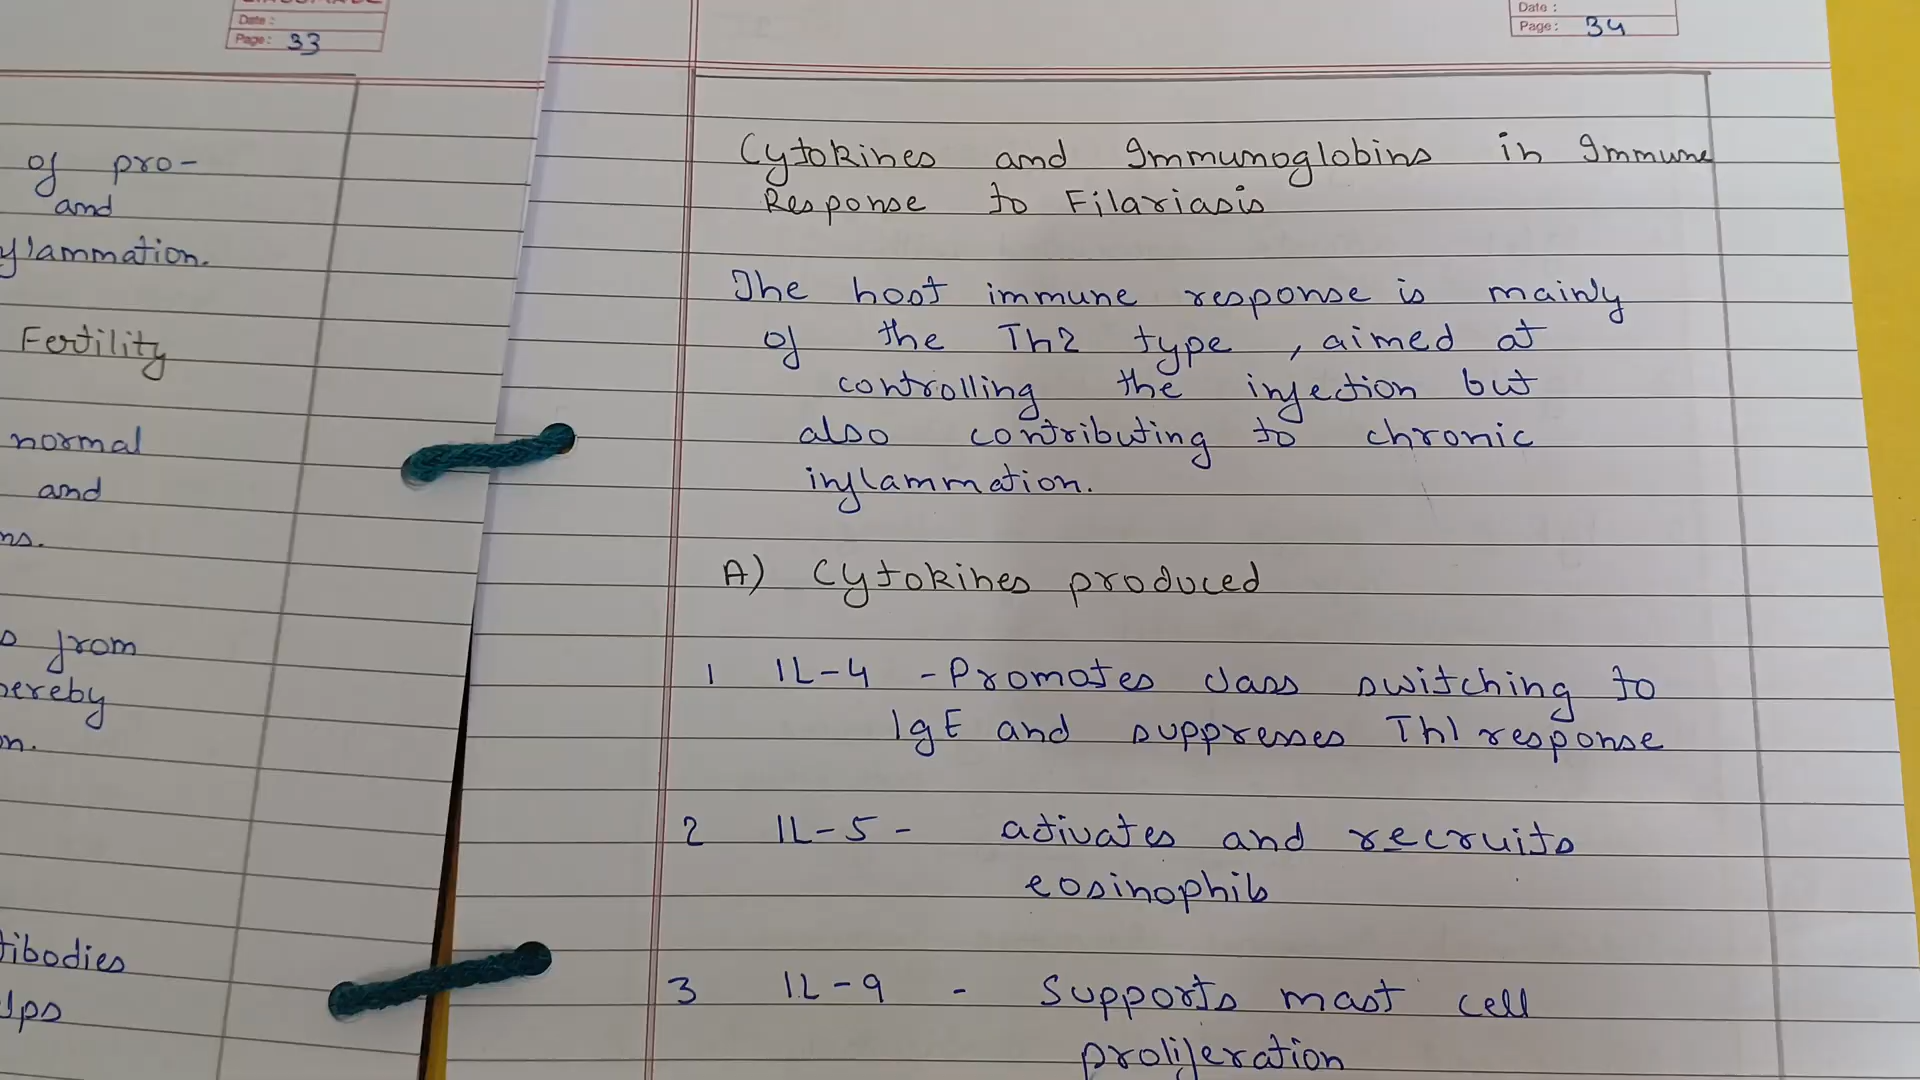 Date :
Page: 33
of pro-
and
flammation.
Fertility
normal
and
ns.
from
hereby
on.
tibodies
lps
Date :
Page: 34
Cytokines and Immunoglobins in Immune
Response to Filariasis
The host immune response is mainly
of the Th2 type , aimed at
controlling the infection but
also contributing to chronic
inflammation.
A) Cytokines produced
1 IL-4 - Promotes class switching to
IgE and suppresses Th1 response
2 IL-5 - activates and recruits
eosinophils
3 IL-9 - Supports mast cell
proliferation